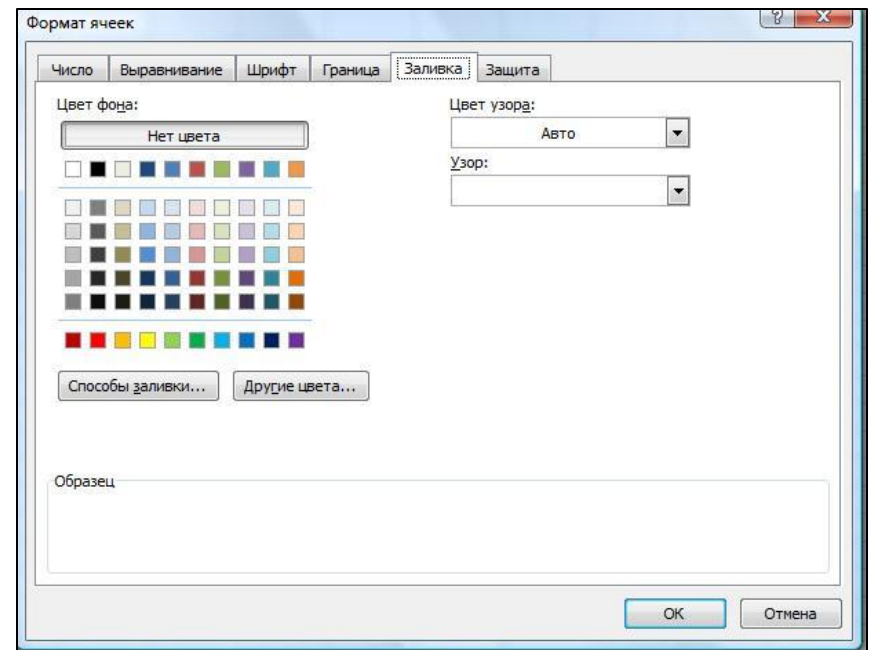 Формат ячеек
Число Выравнивание Шрифт Граница Заливка Защита
Цвет фона:
Нет цвета
Цвет узора:
Авто
Узор:
Способы заливки... Другие цвета...
Образец
ОК Отмена